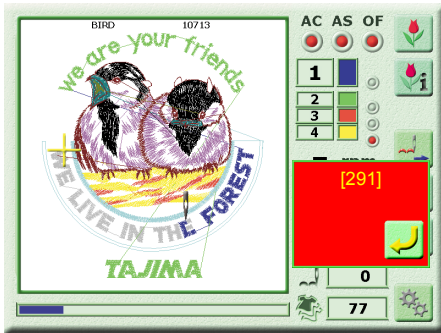 BIRD 10713
we are your friends
WE LIVE IN THE FOREST
TAJIMA
AC AS OF
1
2
3
4
i
[291]
0
77